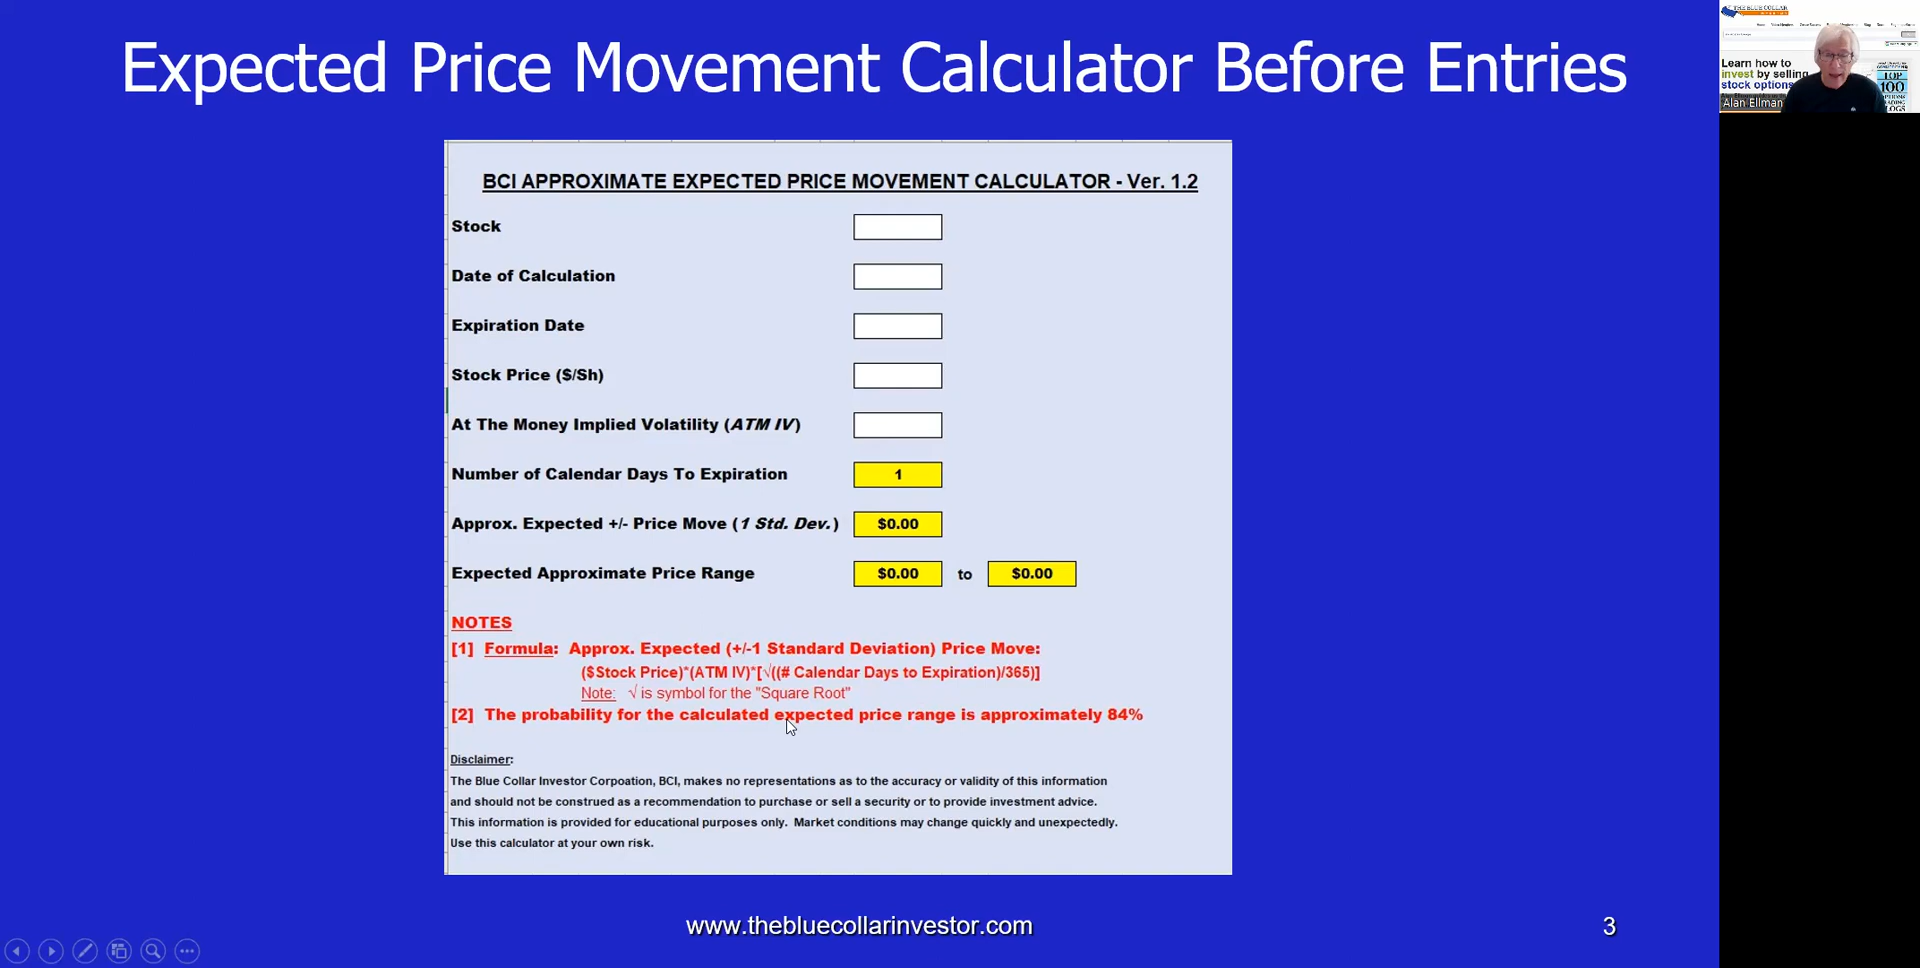 Expected Price Movement Calculator Before Entries
BCI APPROXIMATE EXPECTED PRICE MOVEMENT CALCULATOR - Ver. 1.2
Stock
Date of Calculation
Expiration Date
Stock Price ($/Sh)
At The Money Implied Volatility (ATM IV)
Number of Calendar Days To Expiration 1
Approx. Expected +/- Price Move (1 Std. Dev.) $0.00
Expected Approximate Price Range $0.00 to $0.00
NOTES
[1] Formula: Approx. Expected (+/-1 Standard Deviation) Price Move:
($Stock Price)*(ATM IV)*[√((# Calendar Days to Expiration)/365)]
Note: √ is symbol for the "Square Root"
[2] The probability for the calculated expected price range is approximately 84%
Disclaimer:
The Blue Collar Investor Corpoation, BCI, makes no representations as to the accuracy or validity of this information
and should not be construed as a recommendation to purchase or sell a security or to provide investment advice.
This information is provided for educational purposes only. Market conditions may change quickly and unexpectedly.
Use this calculator at your own risk.
www.thebluecollarinvestor.com
3
THE BLUE COLLAR
Learn how to
invest by selling
stock options
Alan Ellman
TOP
100